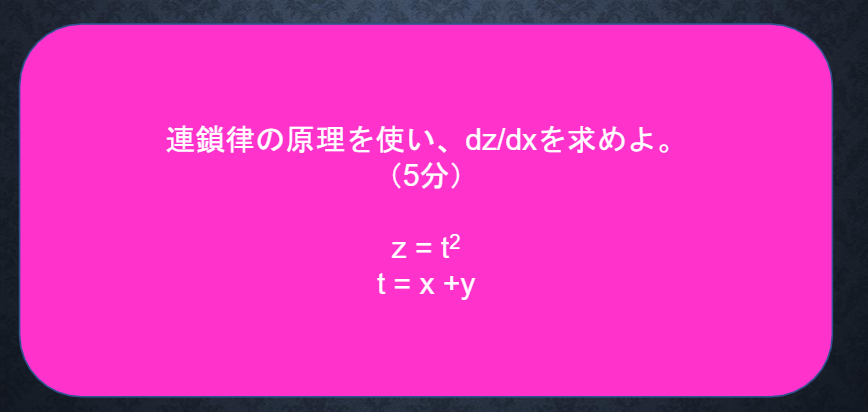 連鎖律の原理を使い、dz/dxを求めよ。
（5分）
z = t²
t = x +y